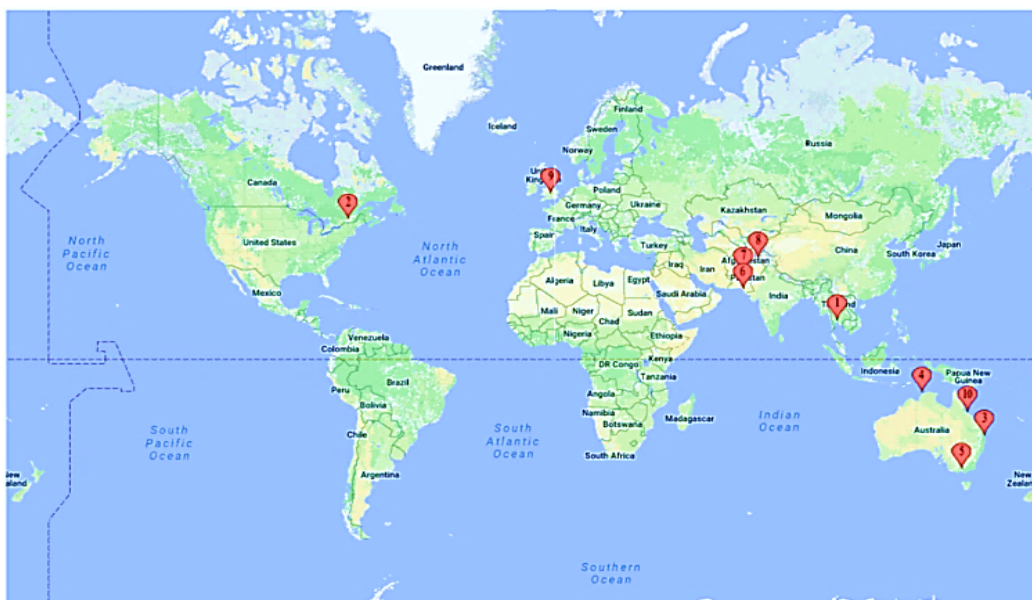 Greenland
Iceland
Finland
Sweden
Norway
Russia
9
Canada
2
Poland
Germany
Ukraine
France
Kazakhstan
Mongolia
North
Pacific
Ocean
United States
North
Atlantic
Ocean
Spain
Italy
Turkey
8
China
Japan
South Korea
7
Iraq
Iran
6
Mexico
Algeria
Libya
Egypt
Saudi Arabia
India
1
Mali
Niger
Chad
Sudan
Nigeria
Ethiopia
Venezuela
Colombia
DR Congo
Kenya
Tanzania
Indonesia
4
Papua New
Guinea
Peru
Brazil
Angola
10
Bolivia
Namibia
Botswana
Madagascar
Indian
Ocean
3
South
Pacific
Ocean
Chile
South
Atlantic
Ocean
Australia
South Africa
5
Argentina
New
Zealand
Southern
Ocean